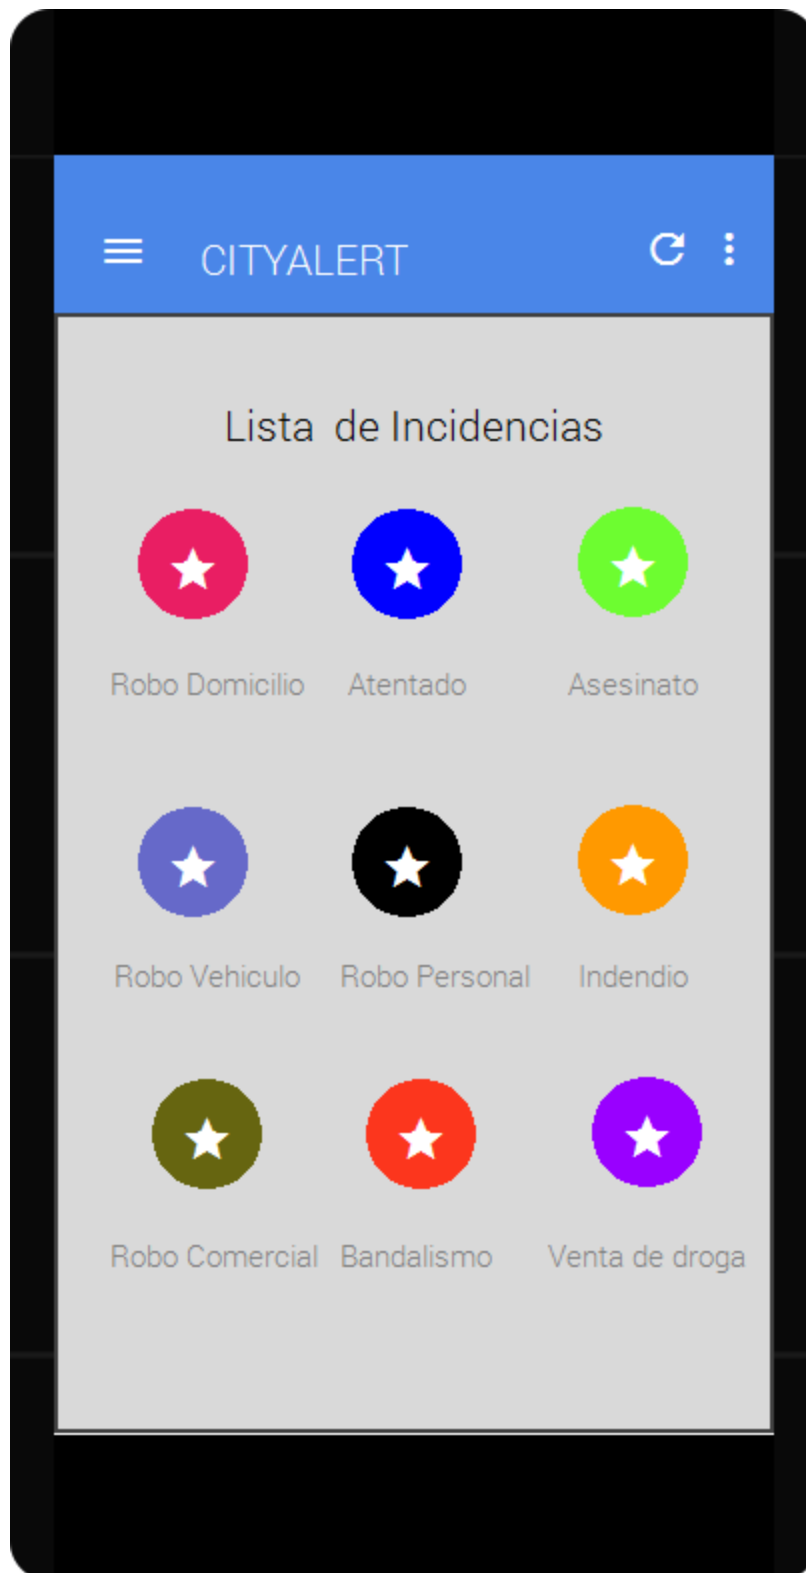 CITYALERT
Lista de Incidencias
Robo Domicilio Atentado Asesinato
Robo Vehiculo Robo Personal Indendio
Robo Comercial Bandalismo Venta de droga